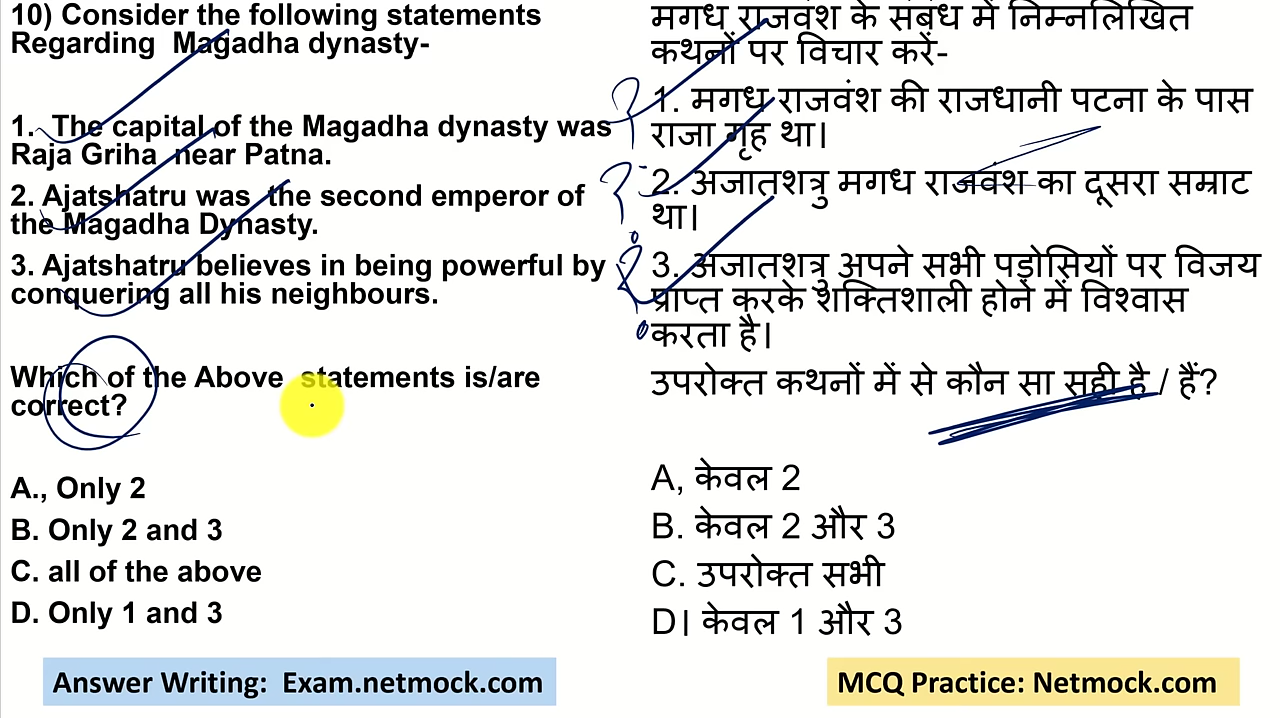 10) Consider the following statements
Regarding Magadha dynasty-
1. The capital of the Magadha dynasty was
Raja Griha near Patna.
2. Ajatshatru was the second emperor of
the Magadha Dynasty.
3. Ajatshatru believes in being powerful by
conquering all his neighbours.
Which of the Above statements is/are
correct?
A., Only 2
B. Only 2 and 3
C. all of the above
D. Only 1 and 3
मगध राजवंश के संबंध में निम्नलिखित
कथनों पर विचार करें-
1. मगध राजवंश की राजधानी पटना के पास
राजा गृह था।
2. अजातशत्रु मगध राजवंश का दूसरा सम्राट
था।
3. अजातशत्रु अपने सभी पड़ोसियों पर विजय
प्राप्त करके शक्तिशाली होने में विश्वास
करता है।
उपरोक्त कथनों में से कौन सा सही है / हैं?
A, केवल 2
B. केवल 2 और 3
C. उपरोक्त सभी
D। केवल 1 और 3
Answer Writing: Exam.netmock.com
MCQ Practice: Netmock.com